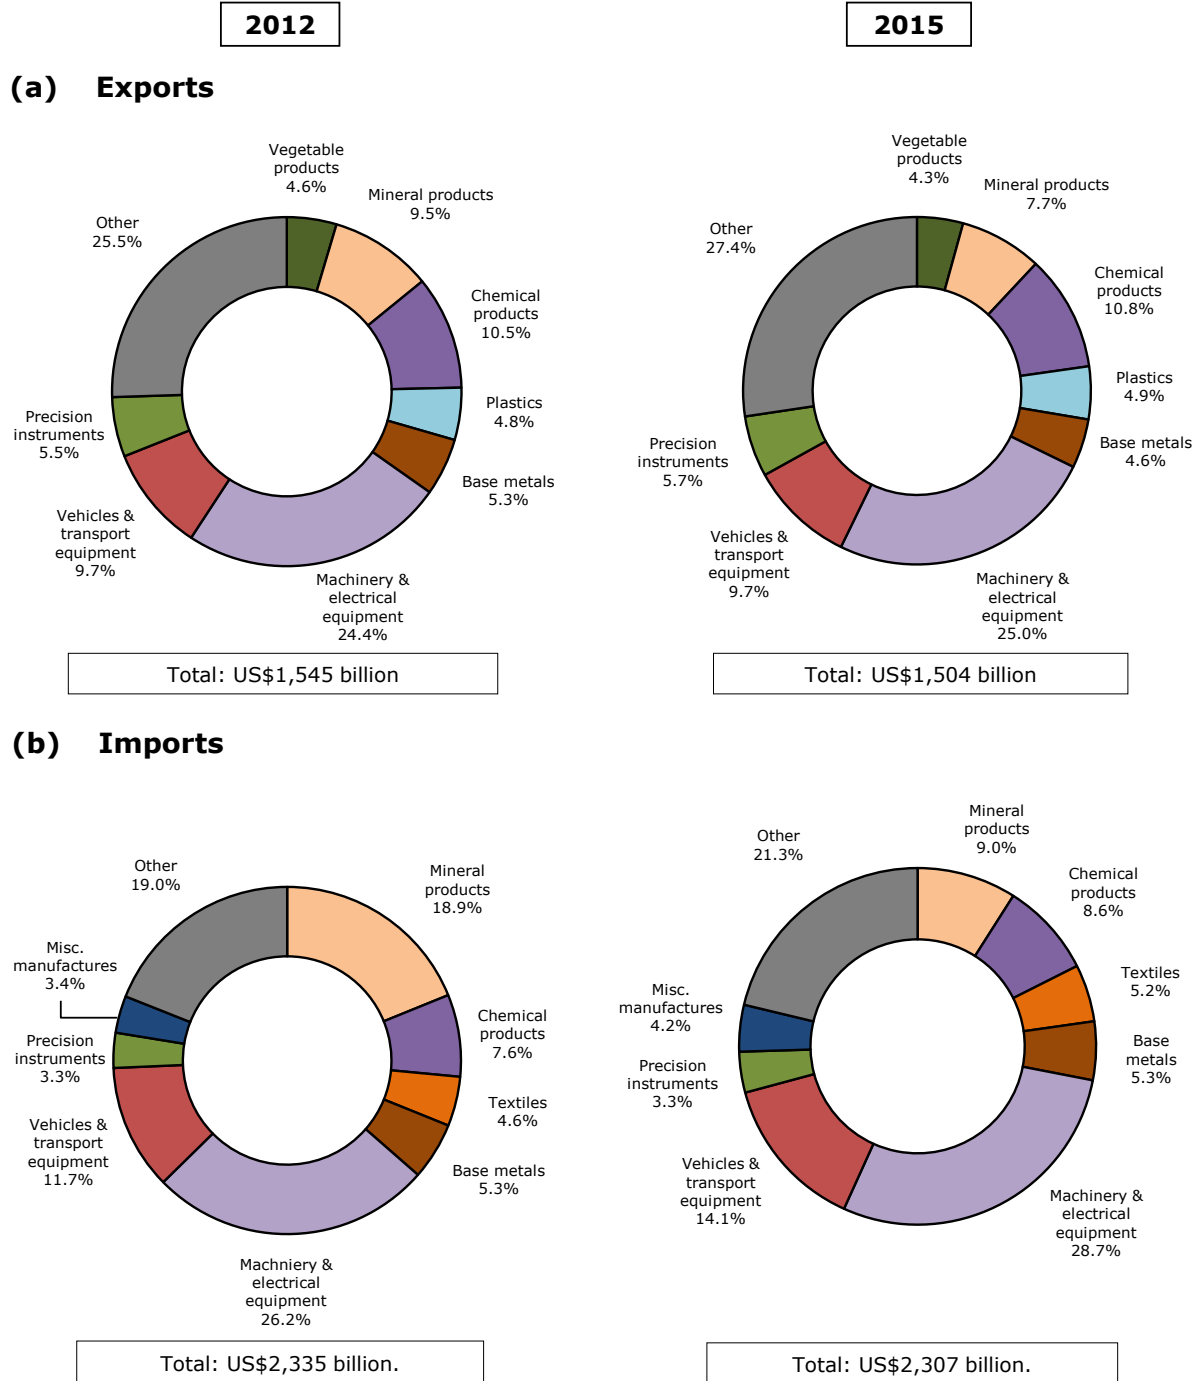 2012
2015
(a) Exports
Vegetable
products
4.6%
Mineral products
9.5%
Chemical
products
10.5%
Plastics
4.8%
Base metals
5.3%
Machinery &
electrical
equipment
24.4%
Vehicles &
transport
equipment
9.7%
Precision
instruments
5.5%
Other
25.5%
Total: US$1,545 billion
Vegetable
products
4.3%
Mineral products
7.7%
Chemical
products
10.8%
Plastics
4.9%
Base metals
4.6%
Machinery &
electrical
equipment
25.0%
Vehicles &
transport
equipment
9.7%
Precision
instruments
5.7%
Other
27.4%
Total: US$1,504 billion
(b) Imports
Mineral
products
18.9%
Chemical
products
7.6%
Textiles
4.6%
Base metals
5.3%
Machniery &
electrical
equipment
26.2%
Vehicles &
transport
equipment
11.7%
Precision
instruments
3.3%
Misc.
manufactures
3.4%
Other
19.0%
Total: US$2,335 billion.
Mineral
products
9.0%
Chemical
products
8.6%
Textiles
5.2%
Base
metals
5.3%
Machinery &
electrical
equipment
28.7%
Vehicles &
transport
equipment
14.1%
Precision
instruments
3.3%
Misc.
manufactures
4.2%
Other
21.3%
Total: US$2,307 billion.